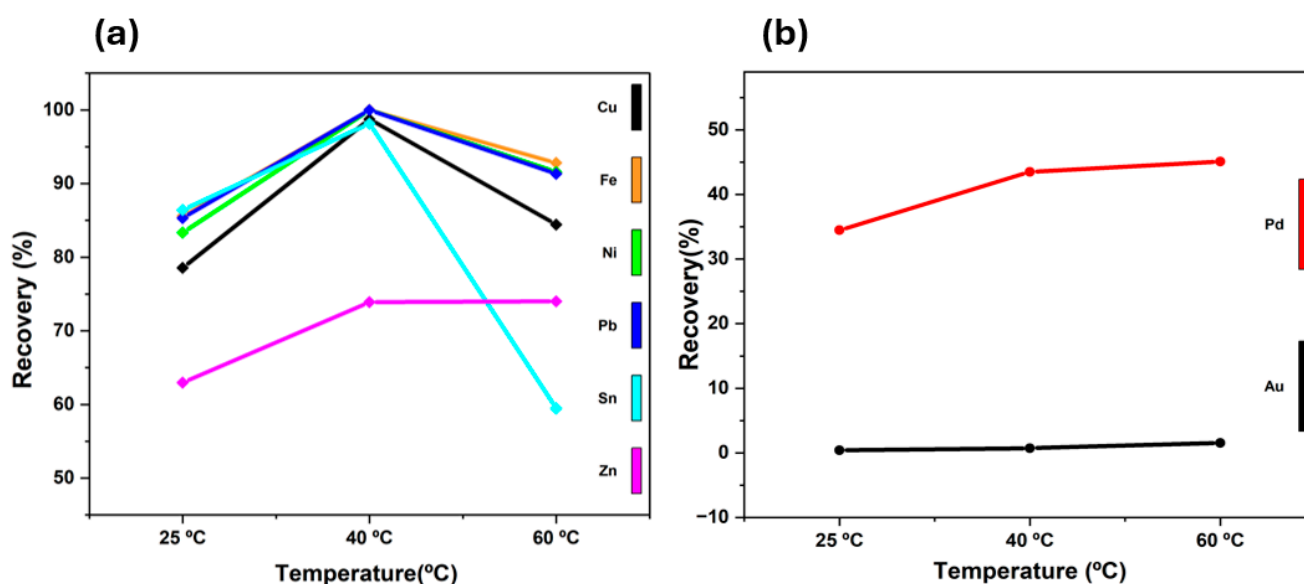 (a)
Recovery (%)
100
90
80
70
60
50
25 ºC
40 ºC
60 ºC
Temperature(ºC)
Cu
Fe
Ni
Pb
Sn
Zn
(b)
Recovery(%)
50
40
30
20
10
0
−10
25 ºC
40 ºC
60 ºC
Temperature (ºC)
Pd
Au